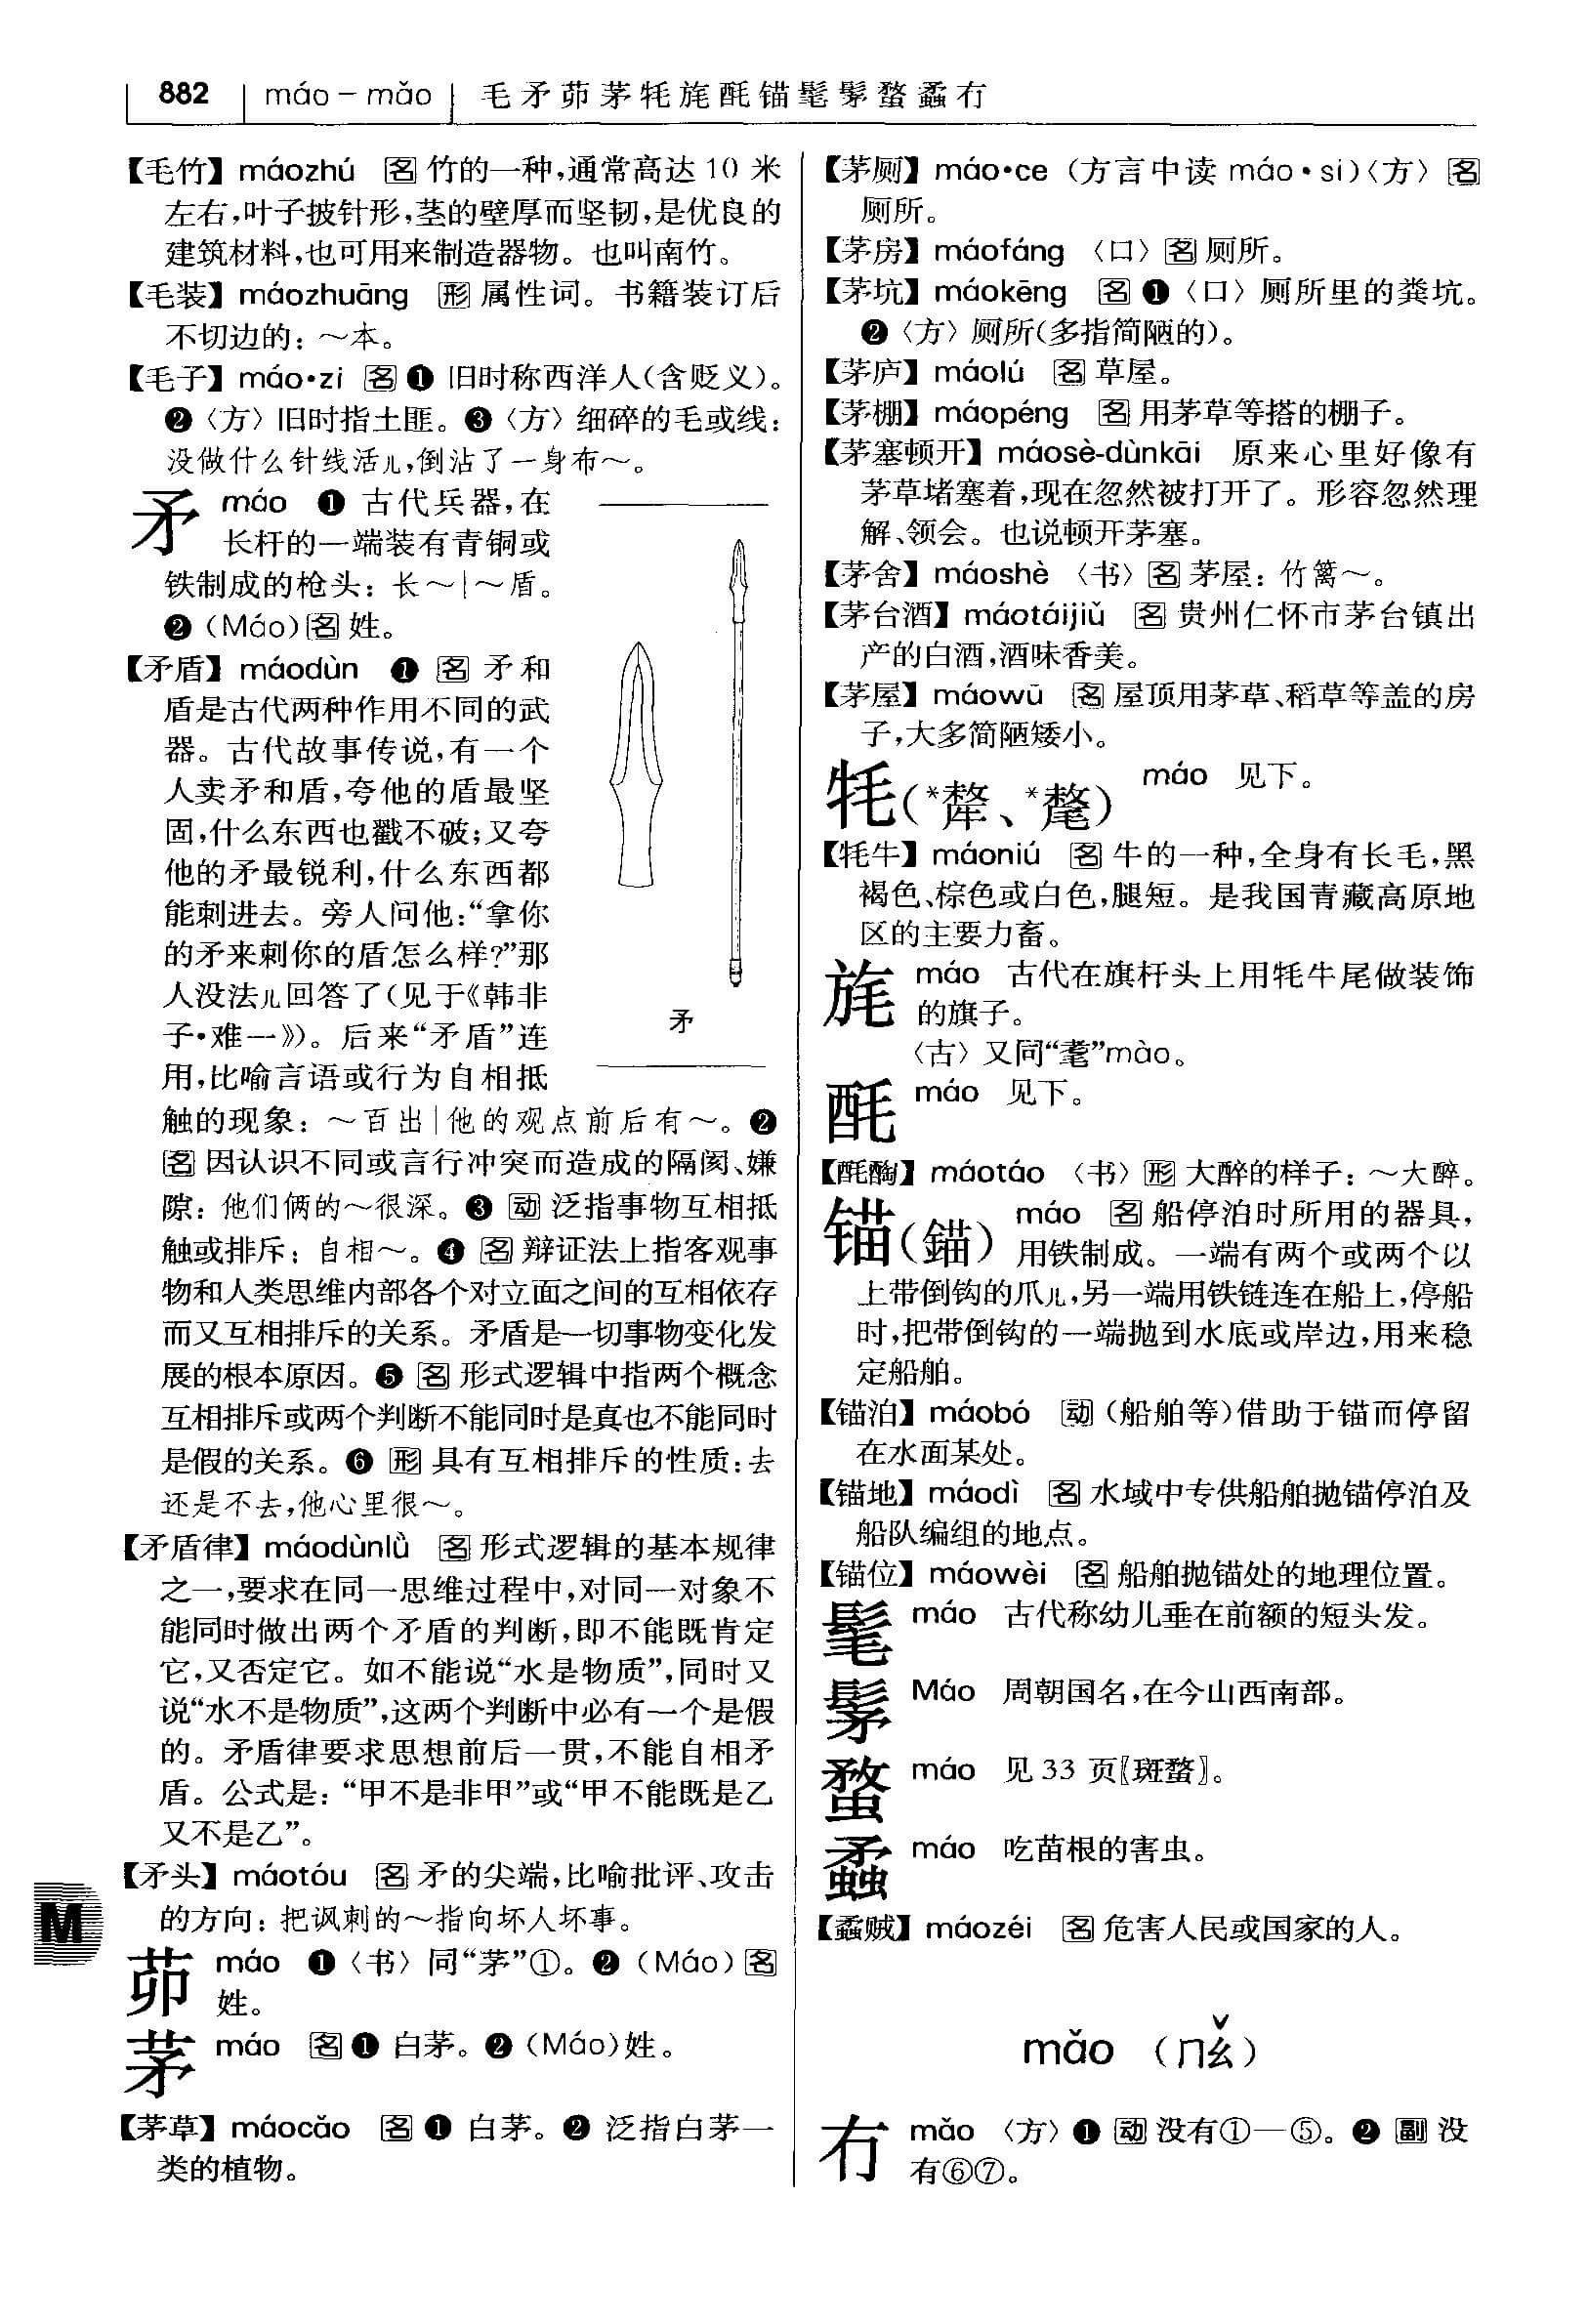 882 máo－mǎo 毛矛茆茅牦旄酕锚髦髳蝥蟊冇
【毛竹】máozhú 名 竹的一种,通常高达 10 米
左右,叶子披针形,茎的壁厚而坚韧,是优良的
建筑材料,也可用来制造器物。也叫南竹。
【毛装】máozhuāng 形 属性词。书籍装订后
不切边的：～本。
【毛子】máo•zi 名 ❶ 旧时称西洋人(含贬义)。
❷〈方〉旧时指土匪。❸〈方〉细碎的毛或线：
没做什么针线活儿,倒沾了一身布～。
矛 máo ❶ 古代兵器,在
长杆的一端装有青铜或
铁制成的枪头：长～｜～盾。
❷（Máo）名 姓。
【矛盾】máodùn ❶ 名 矛和
盾是古代两种作用不同的武
器。古代故事传说,有一个
人卖矛和盾,夸他的盾最坚
固,什么东西也戳不破;又夸
他的矛最锐利,什么东西都
能刺进去。旁人问他:“拿你
的矛来刺你的盾怎么样?”那
人没法儿回答了(见于《韩非
子•难一》)。后来“矛盾”连
用,比喻言语或行为自相抵
触的现象：～百出｜他的观点前后有～。❷
名 因认识不同或言行冲突而造成的隔阂、嫌
隙：他们俩的～很深。❸ 动 泛指事物互相抵
触或排斥：自相～。❹ 名 辩证法上指客观事
物和人类思维内部各个对立面之间的互相依存
而又互相排斥的关系。矛盾是一切事物变化发
展的根本原因。❺ 名 形式逻辑中指两个概念
互相排斥或两个判断不能同时是真也不能同时
是假的关系。❻ 形 具有互相排斥的性质:去
还是不去,他心里很～。
【矛盾律】máodùnlǜ 名 形式逻辑的基本规律
之一,要求在同一思维过程中,对同一对象不
能同时做出两个矛盾的判断,即不能既肯定
它,又否定它。如不能说“水是物质”,同时又
说“水不是物质”,这两个判断中必有一个是假
的。矛盾律要求思想前后一贯,不能自相矛
盾。公式是：“甲不是非甲”或“甲不能既是乙
又不是乙”。
【矛头】máotóu 名 矛的尖端,比喻批评、攻击
的方向：把讽刺的～指向坏人坏事。
茆 máo ❶〈书〉同“茅”①。❷（Máo）名
姓。
茅 máo 名 ❶ 白茅。❷（Máo)姓。
【茅草】máocǎo 名 ❶ 白茅。❷ 泛指白茅一
类的植物。
矛
M
【茅厕】máo•ce（方言中读 máo•si)〈方〉名
厕所。
【茅房】máofáng 〈口〉名 厕所。
【茅坑】máokēng 名 ❶〈口〉厕所里的粪坑。
❷〈方〉厕所(多指简陋的)。
【茅庐】máolú 名 草屋。
【茅棚】máopéng 名 用茅草等搭的棚子。
【茅塞顿开】máosè-dùnkāi 原来心里好像有
茅草堵塞着,现在忽然被打开了。形容忽然理
解、领会。也说顿开茅塞。
【茅舍】máoshè〈书〉名 茅屋：竹篱～。
【茅台酒】máotáijiǔ 名 贵州仁怀市茅台镇出
产的白酒,酒味香美。
【茅屋】máowū 名 屋顶用茅草、稻草等盖的房
子,大多简陋矮小。
牦(*犛、*氂) máo 见下。
【牦牛】máoniú 名 牛的一种,全身有长毛,黑
褐色、棕色或白色,腿短。是我国青藏高原地
区的主要力畜。
旄 máo 古代在旗杆头上用牦牛尾做装饰
的旗子。
〈古〉又同“耄”mào。
酕 máo 见下。
【酕醄】máotáo〈书〉形 大醉的样子：～大醉。
锚(錨) máo 名 船停泊时所用的器具,
用铁制成。一端有两个或两个以
上带倒钩的爪儿,另一端用铁链连在船上,停船
时,把带倒钩的一端抛到水底或岸边,用来稳
定船舶。
【锚泊】máobó 动（船舶等)借助于锚而停留
在水面某处。
【锚地】máodì 名 水域中专供船舶抛锚停泊及
船队编组的地点。
【锚位】máowèi 名 船舶抛锚处的地理位置。
髦 máo 古代称幼儿垂在前额的短头发。
髳 Máo 周朝国名,在今山西南部。
蝥 máo 见 33 页〖斑蝥〗。
蟊 máo 吃苗根的害虫。
【蟊贼】máozéi 名 危害人民或国家的人。
mǎo （ㄇㄠˇ）
冇 mǎo〈方〉❶ 动 没有①—⑤。❷ 副 没
有⑥⑦。